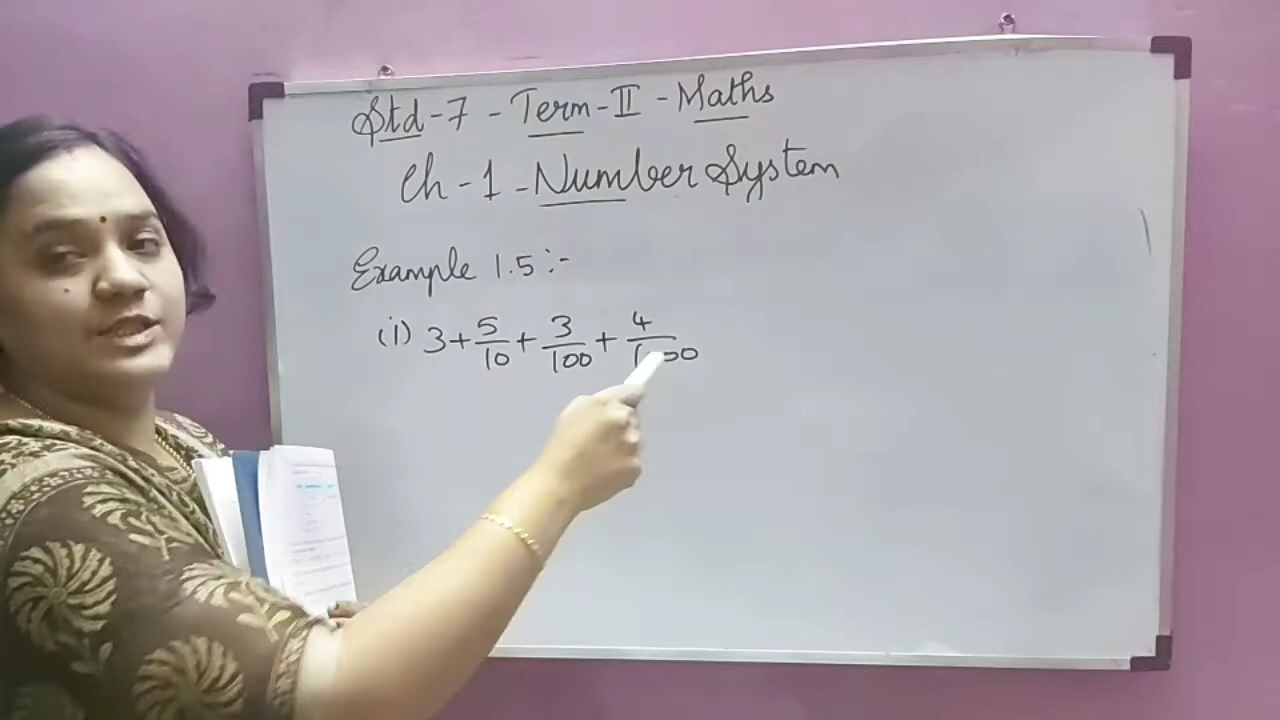 Std-7 - Term-II - Maths
Ch-1 - Number System
Example 1.5:-
(i) 3+5/10+3/100+4/1000